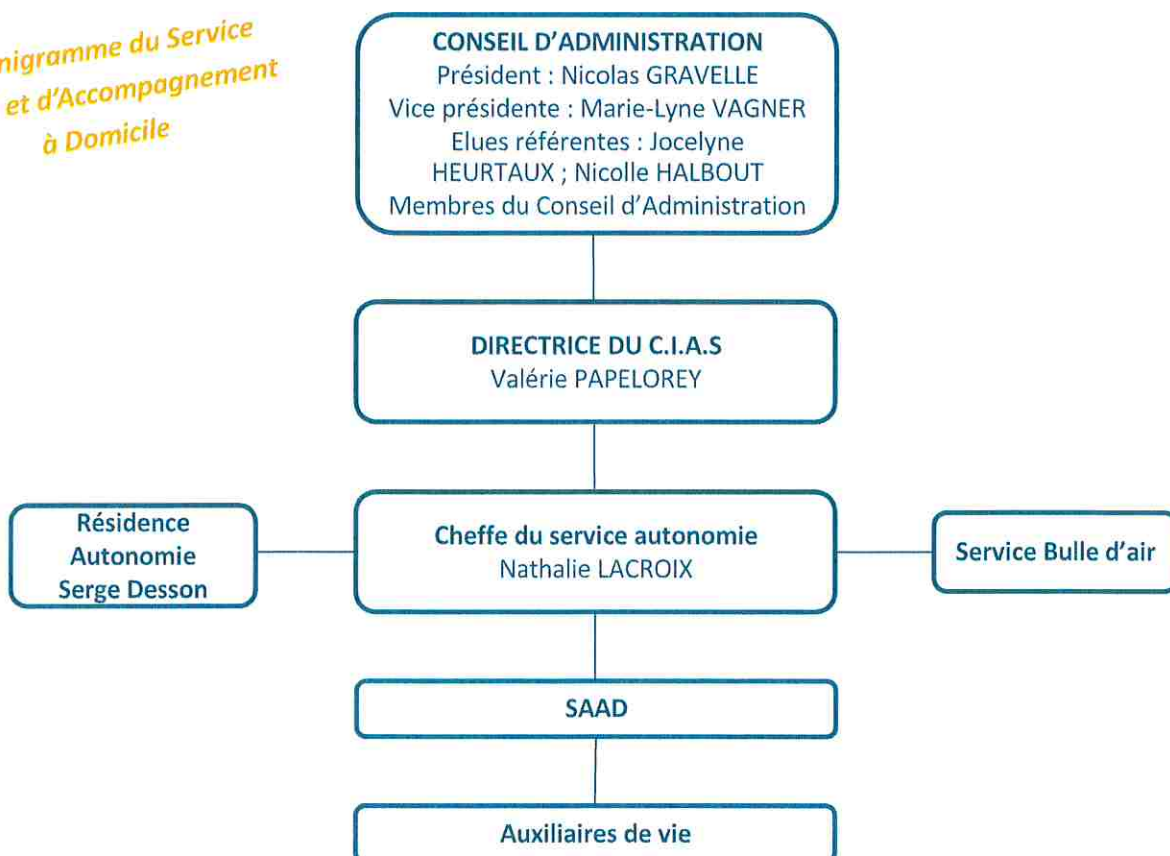 nigramme du Service
et d'Accompagnement
à Domicile
CONSEIL D'ADMINISTRATION
Président : Nicolas GRAVELLE
Vice présidente : Marie-Lyne VAGNER
Elues référentes : Jocelyne
HEURTAUX ; Nicolle HALBOUT
Membres du Conseil d'Administration
DIRECTRICE DU C.I.A.S
Valérie PAPELOREY
Résidence
Autonomie
Serge Desson
Cheffe du service autonomie
Nathalie LACROIX
Service Bulle d'air
SAAD
Auxiliaires de vie